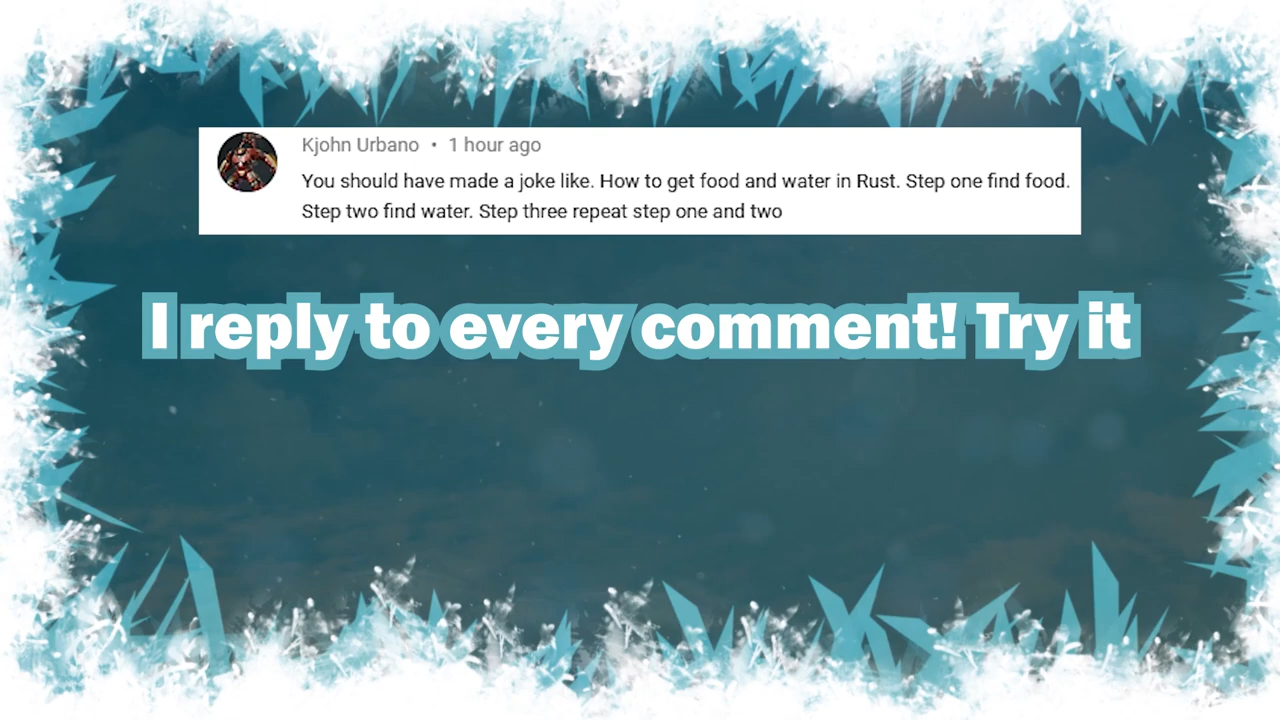 Kjohn Urbano • 1 hour ago
You should have made a joke like. How to get food and water in Rust. Step one find food.
Step two find water. Step three repeat step one and two
I reply to every comment! Try it